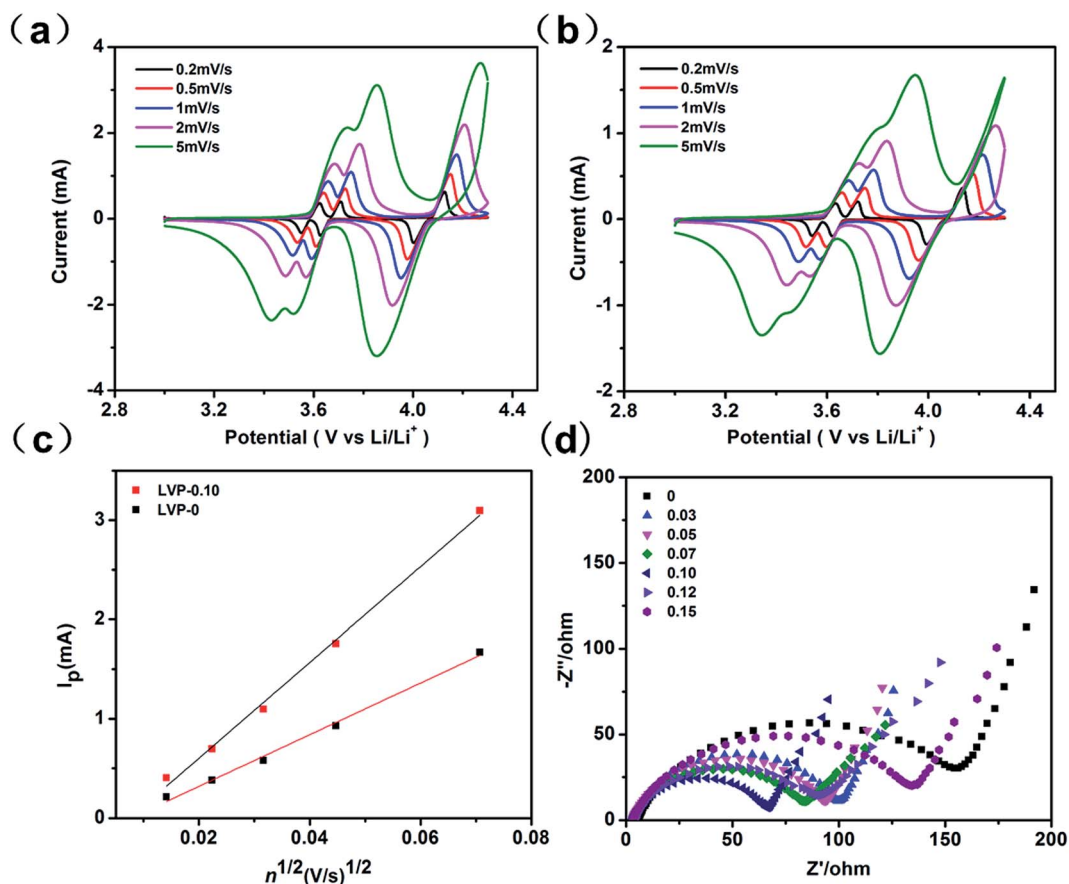 (a)
4
2
0
-2
-4
Current (mA)
0.2mV/s
0.5mV/s
1mV/s
2mV/s
5mV/s
2.8 3.2 3.6 4.0 4.4
Potential ( V vs Li/Li⁺ )
(b)
2
1
0
-1
-2
Current (mA)
0.2mV/s
0.5mV/s
1mV/s
2mV/s
5mV/s
2.8 3.2 3.6 4.0 4.4
Potential ( V vs Li/Li⁺ )
(c)
3
2
1
0
Iₚ(mA)
LVP-0.10
LVP-0
0.02 0.04 0.06 0.08
n¹/²(V/s)¹/²
(d)
200
150
100
50
0
-Z''/ohm
0
0.03
0.05
0.07
0.10
0.12
0.15
0 50 100 150 200
Z'/ohm